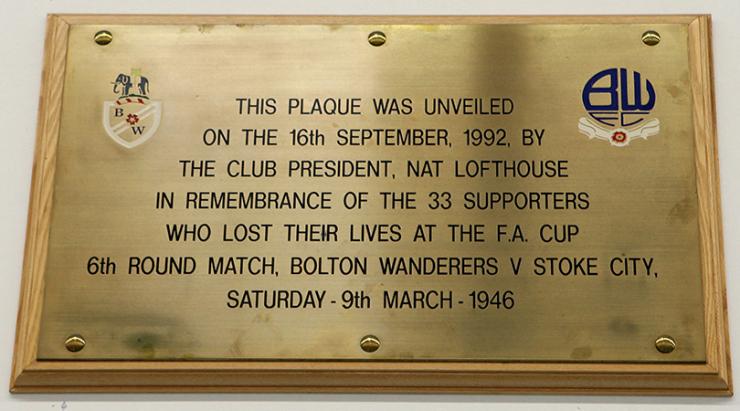 B W
BW
FC
THIS PLAQUE WAS UNVEILED
ON THE 16th SEPTEMBER, 1992, BY
THE CLUB PRESIDENT, NAT LOFTHOUSE
IN REMEMBRANCE OF THE 33 SUPPORTERS
WHO LOST THEIR LIVES AT THE F.A. CUP
6th ROUND MATCH, BOLTON WANDERERS V STOKE CITY,
SATURDAY - 9th MARCH - 1946